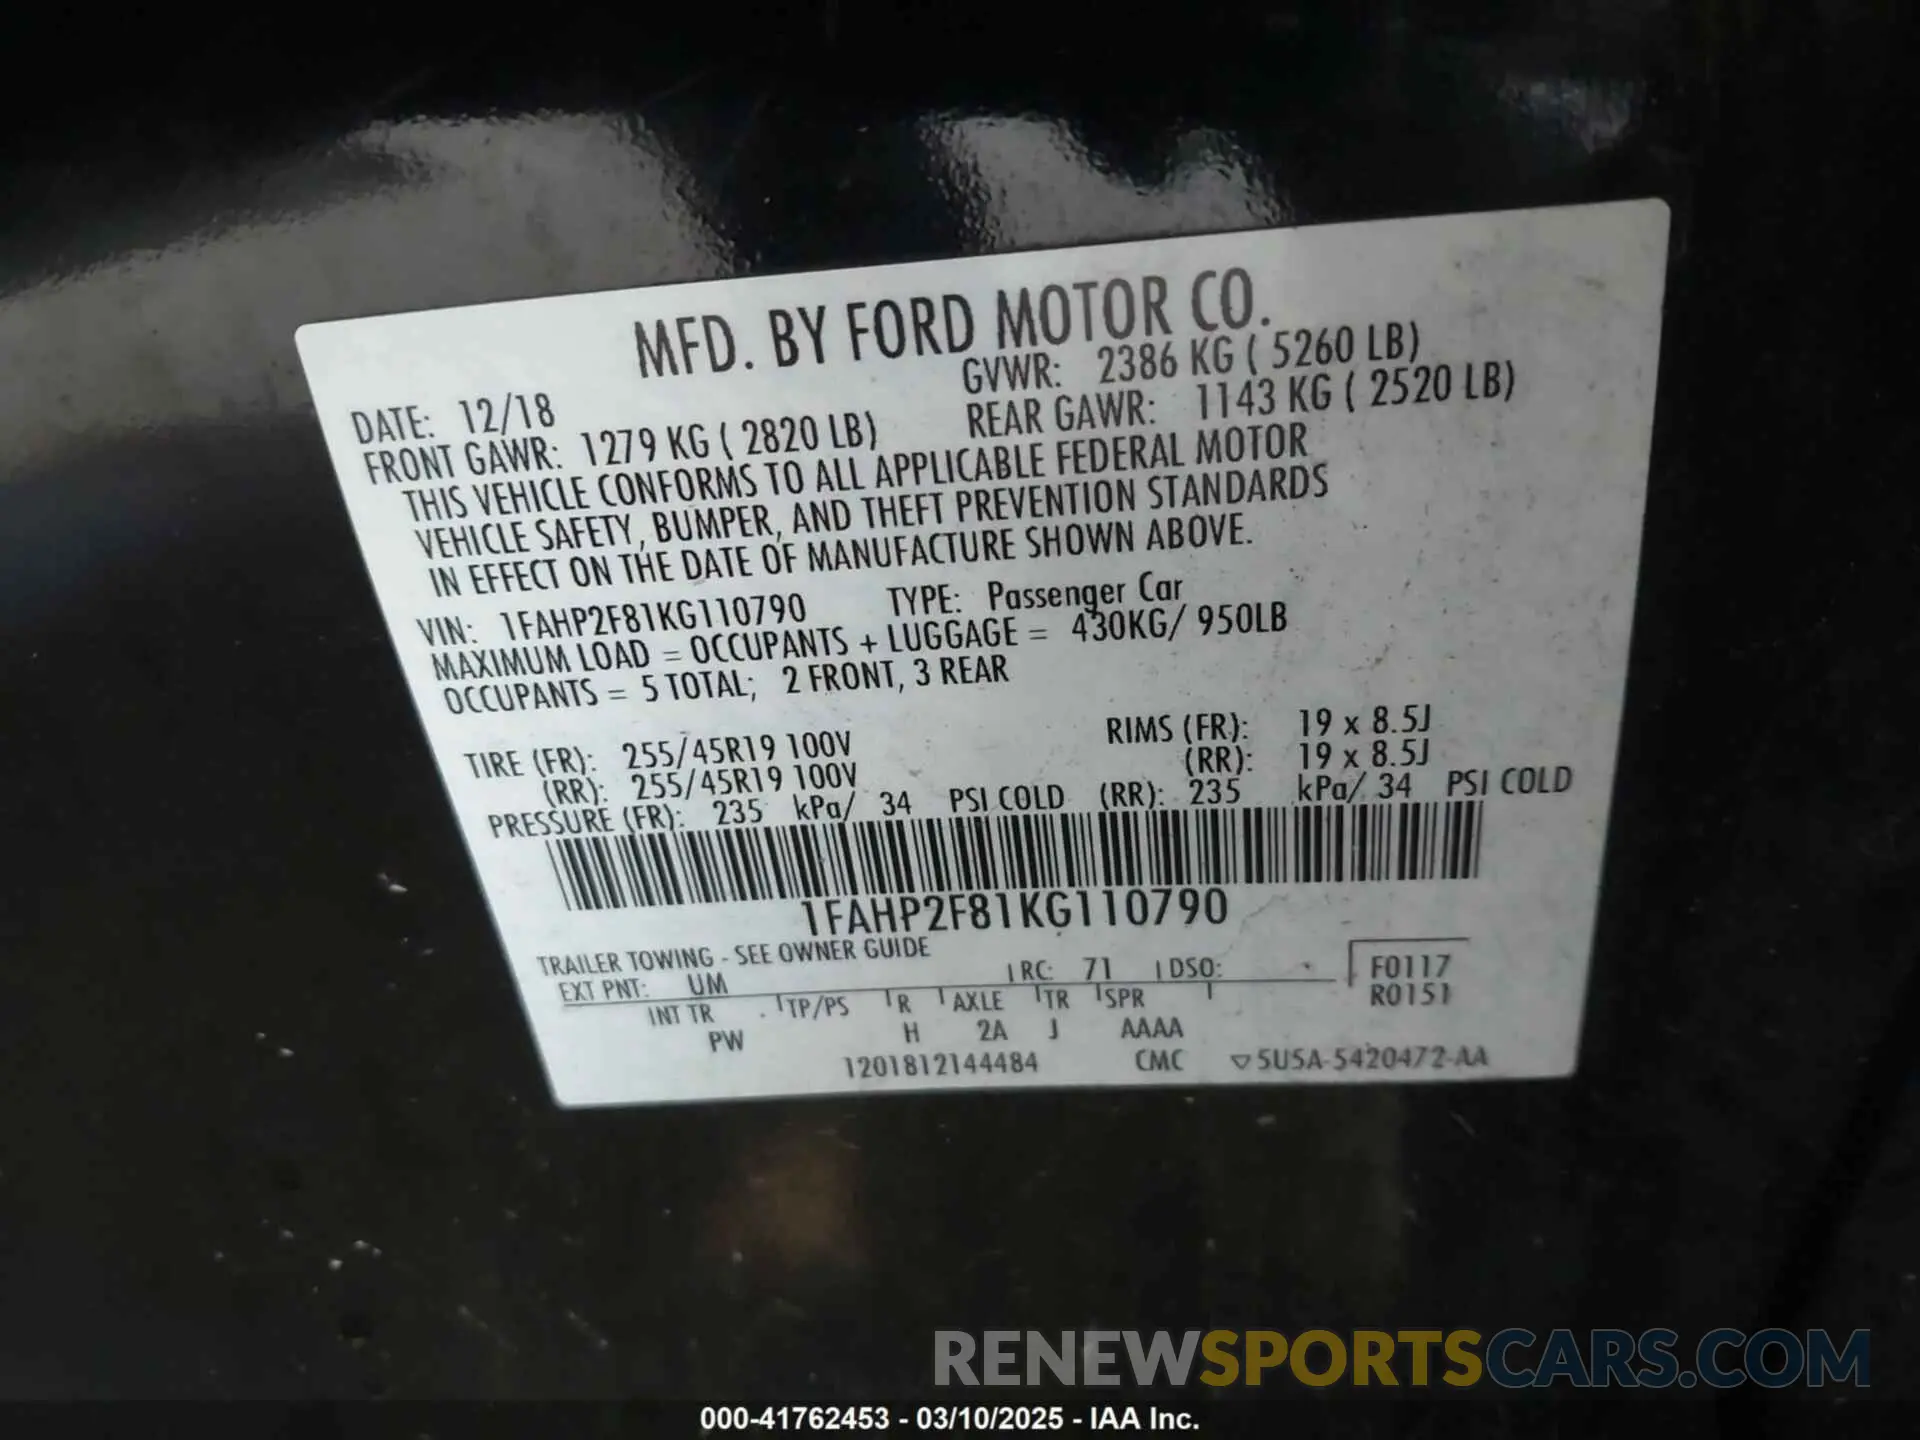 MFD. BY FORD MOTOR CO.
DATE: 12/18 GVWR: 2386 KG ( 5260 LB)
FRONT GAWR: 1279 KG ( 2820 LB) REAR GAWR: 1143 KG ( 2520 LB)
THIS VEHICLE CONFORMS TO ALL APPLICABLE FEDERAL MOTOR
VEHICLE SAFETY, BUMPER, AND THEFT PREVENTION STANDARDS
IN EFFECT ON THE DATE OF MANUFACTURE SHOWN ABOVE.
VIN: 1FAHP2F81KG110790 TYPE: Passenger Car
MAXIMUM LOAD = OCCUPANTS + LUGGAGE = 430KG/ 950LB
OCCUPANTS = 5 TOTAL; 2 FRONT, 3 REAR
TIRE (FR): 255/45R19 100V RIMS (FR): 19 x 8.5J
(RR): 255/45R19 100V (RR): 19 x 8.5J
PRESSURE (FR): 235 kPa/ 34 PSI COLD (RR): 235 kPa/ 34 PSI COLD
1FAHP2F81KG110790
TRAILER TOWING - SEE OWNER GUIDE
EXT PNT: UM RC: 71 DSO: F0117
INT TR TP/PS R AXLE TR SPR R0151
PW H 2A J AAAA
1201812144484 CMC ▽5U5A-5420472-AA
RENEWSPORTSCARS.COM
000-41762453 - 03/10/2025 - IAA Inc.